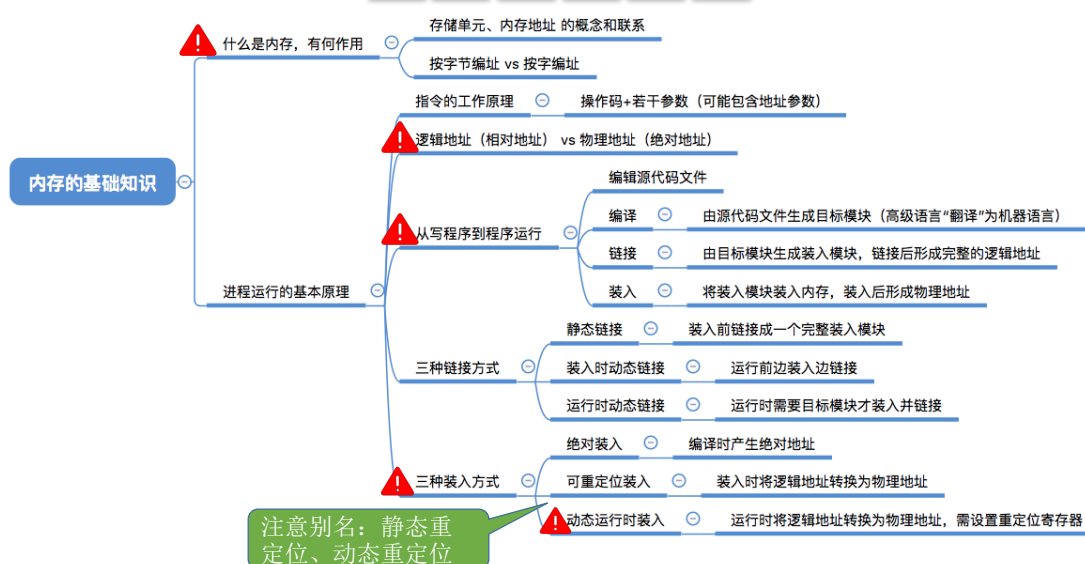 什么是内存，有何作用
存储单元、内存地址 的概念和联系
按字节编址 vs 按字编址
指令的工作原理
操作码+若干参数（可能包含地址参数）
逻辑地址（相对地址） vs 物理地址（绝对地址）
内存的基础知识
从写程序到程序运行
编辑源代码文件
编译
由源代码文件生成目标模块（高级语言“翻译”为机器语言）
链接
由目标模块生成装入模块，链接后形成完整的逻辑地址
装入
将装入模块装入内存，装入后形成物理地址
进程运行的基本原理
三种链接方式
静态链接
装入前链接成一个完整装入模块
装入时动态链接
运行前边装入边链接
运行时动态链接
运行时需要目标模块才装入并链接
三种装入方式
绝对装入
编译时产生绝对地址
可重定位装入
装入时将逻辑地址转换为物理地址
动态运行时装入
运行时将逻辑地址转换为物理地址，需设置重定位寄存器
注意别名：静态重
定位、动态重定位